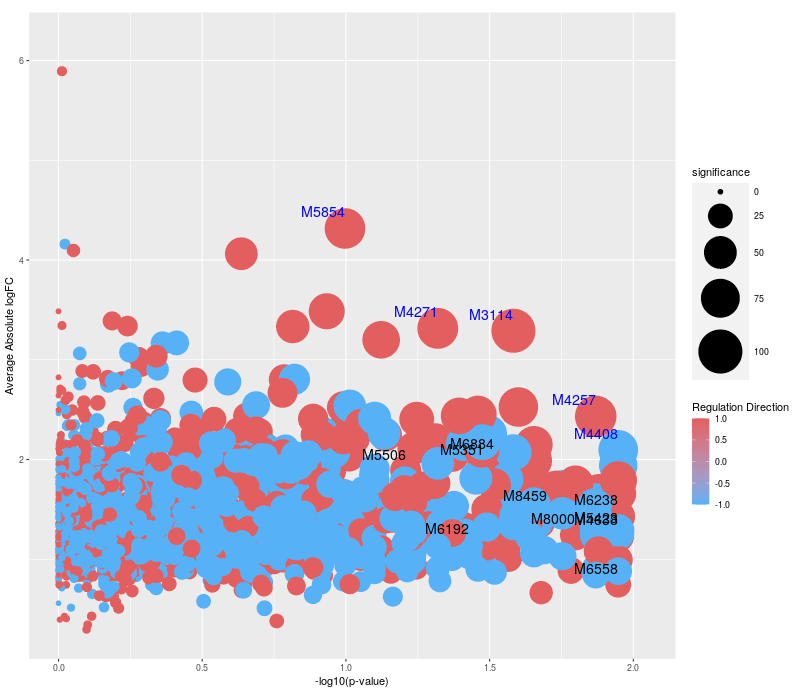 6
4
2
Average Absolute logFC
M5854
M4271
M3114
M4257
M4408
M6884
M5351
M5506
M8459
M6238
M8000
M6192
M6558
0.0
0.5
1.0
1.5
2.0
-log10(p-value)
significance
0
25
50
75
100
Regulation Direction
1.0
0.5
0.0
-0.5
-1.0